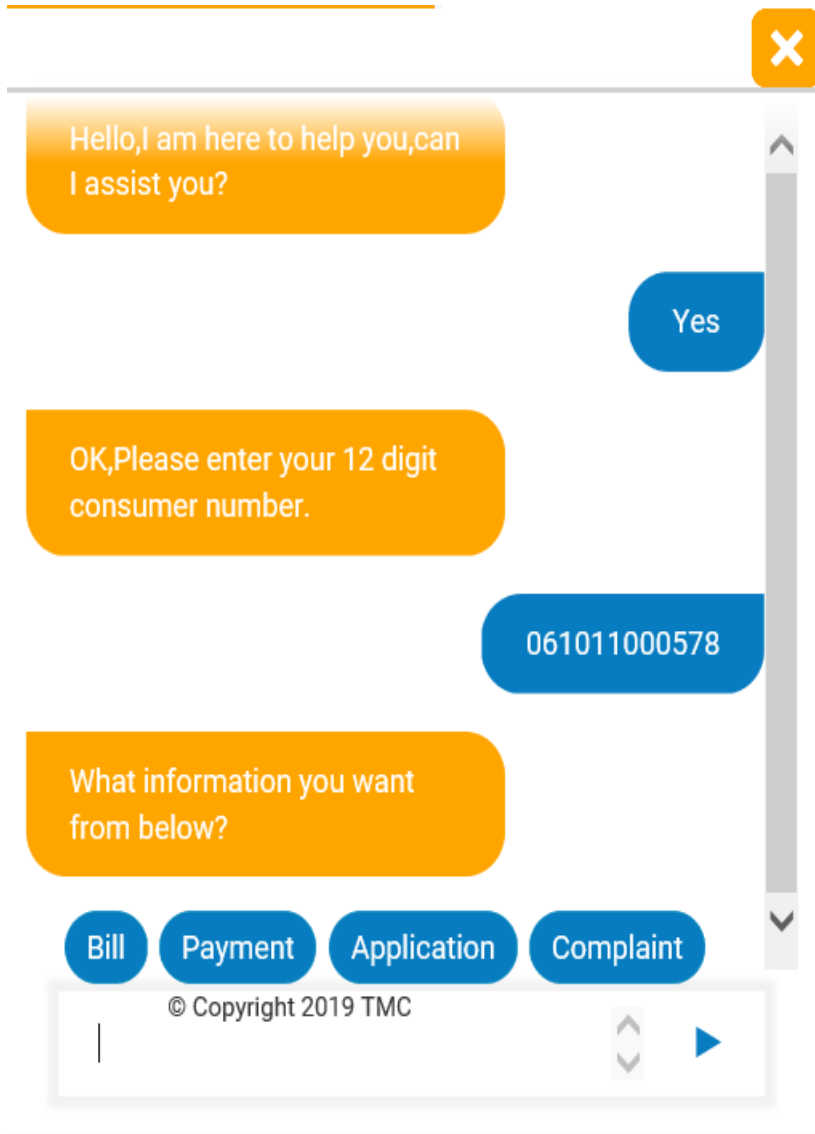 Hello,I am here to help you,can
I assist you?
Yes
OK,Please enter your 12 digit
consumer number.
061011000578
What information you want
from below?
Bill Payment Application Complaint
© Copyright 2019 TMC